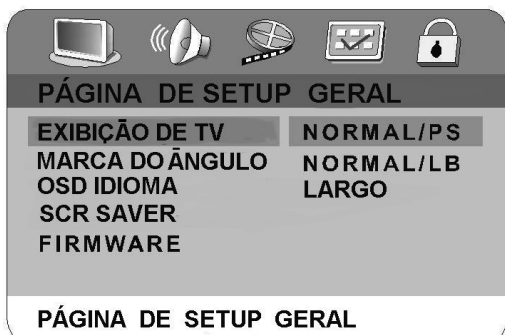 PÁGINA DE SETUP GERAL
EXIBIÇÃO DE TV NORMAL/PS
MARCA DO ÃNGULO NORMAL/LB
OSD IDIOMA LARGO
SCR SAVER
FIRMWARE
PÁGINA DE SETUP GERAL